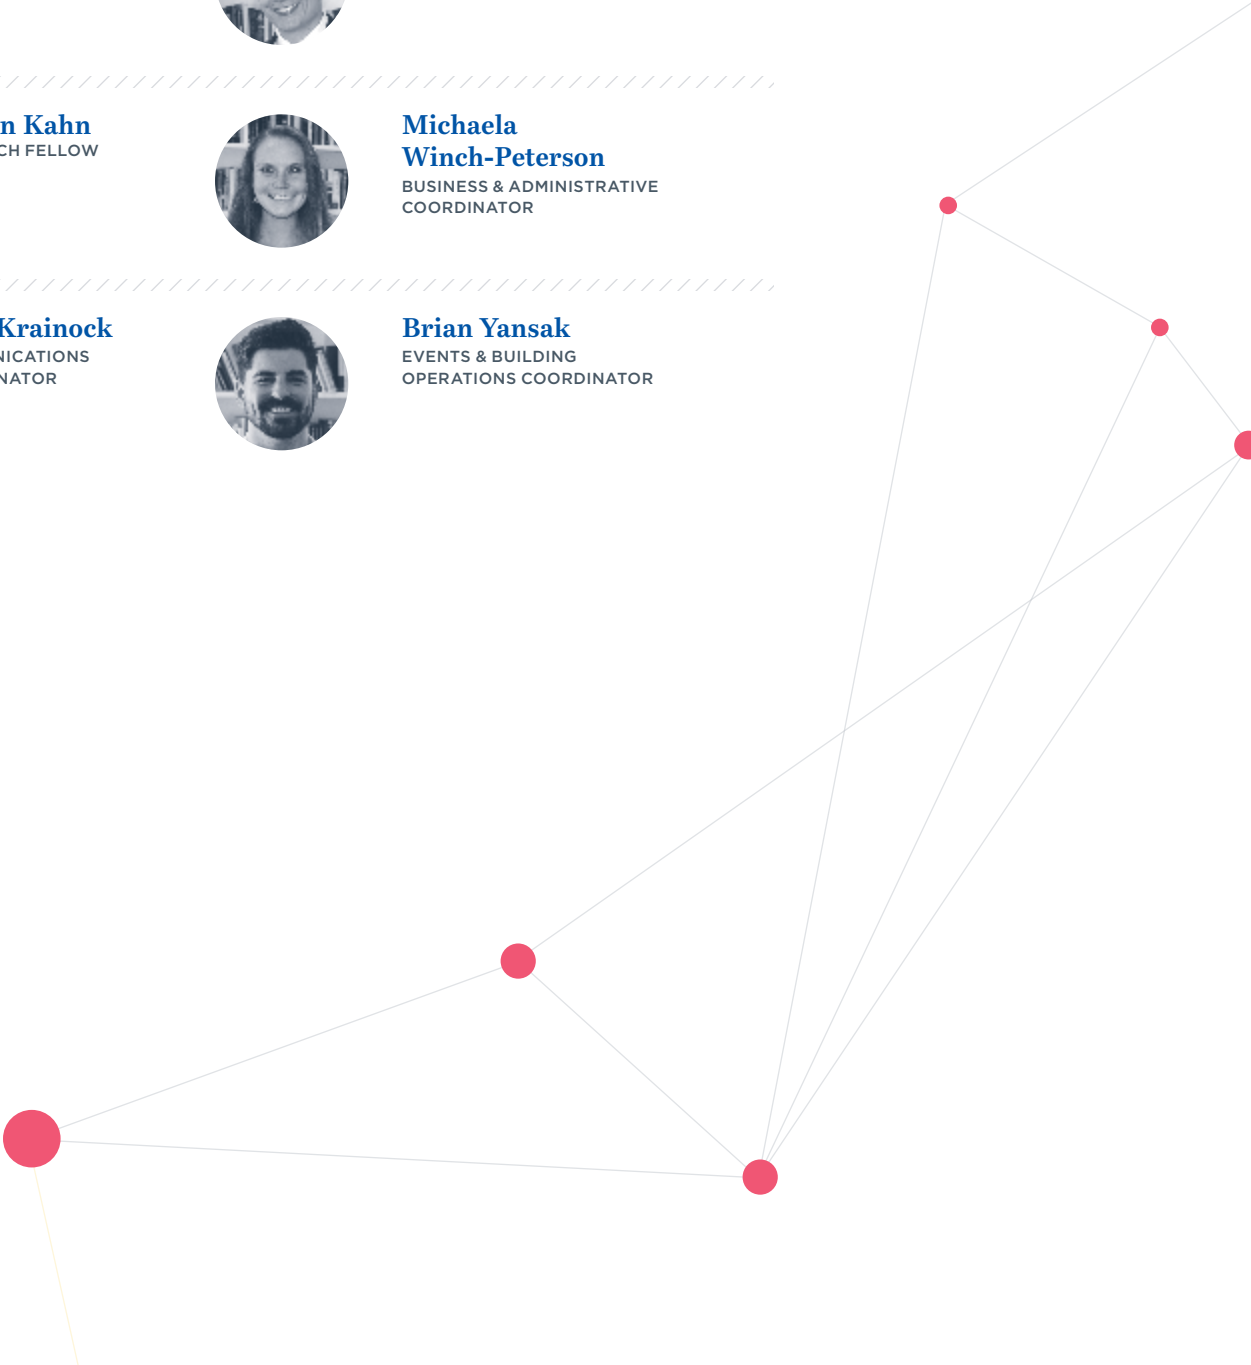 n Kahn
CH FELLOW
Michaela
Winch-Peterson
BUSINESS & ADMINISTRATIVE
COORDINATOR
Krainock
NICATIONS
NATOR
Brian Yansak
EVENTS & BUILDING
OPERATIONS COORDINATOR